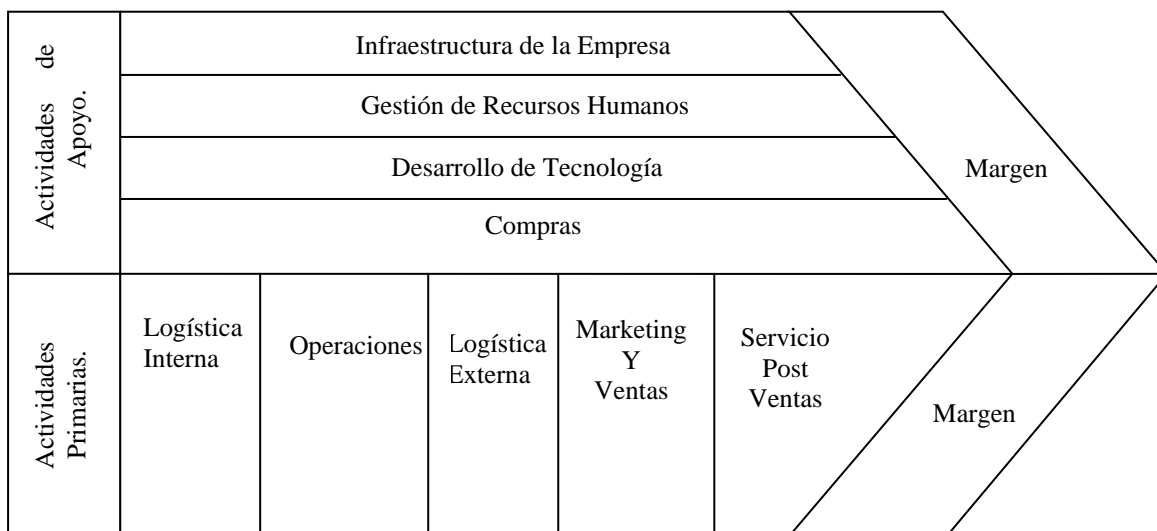 Actividades de
Apoyo.
Infraestructura de la Empresa
Gestión de Recursos Humanos
Desarrollo de Tecnología
Compras
Margen
Actividades
Primarias.
Logística
Interna
Operaciones
Logística
Externa
Marketing
Y
Ventas
Servicio
Post
Ventas
Margen